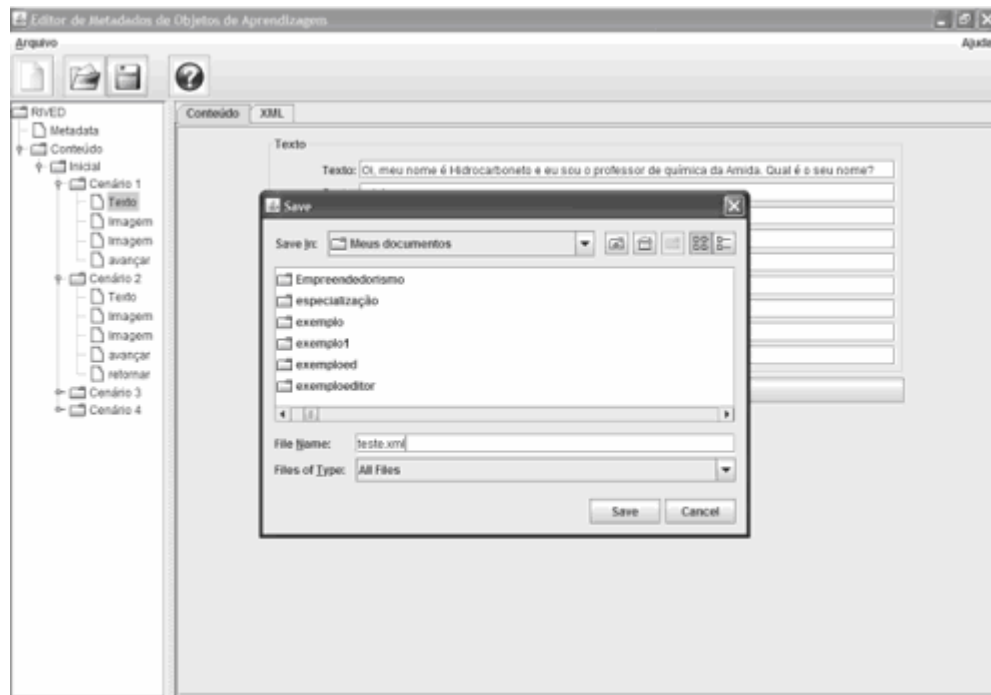 Editor de Metadados de Objetos de Aprendizagem
Arquivo
Ajuda
RIVED
Metadata
Conteúdo
Inicial
Cenário 1
Texto
Imagem
Imagem
avançar
Cenário 2
Texto
Imagem
Imagem
avançar
retornar
Cenário 3
Cenário 4
Conteúdo
XML
Texto
Texto: Oi, meu nome é Hidrocarboneto e eu sou o professor de química da Amida. Qual é o seu nome?
Save
Save In: Meus documentos
Empreendedorismo
especialização
exemplo
exemplo1
exemploed
exemploeditor
File Name: teste.xml
Files of Type: All Files
Save
Cancel